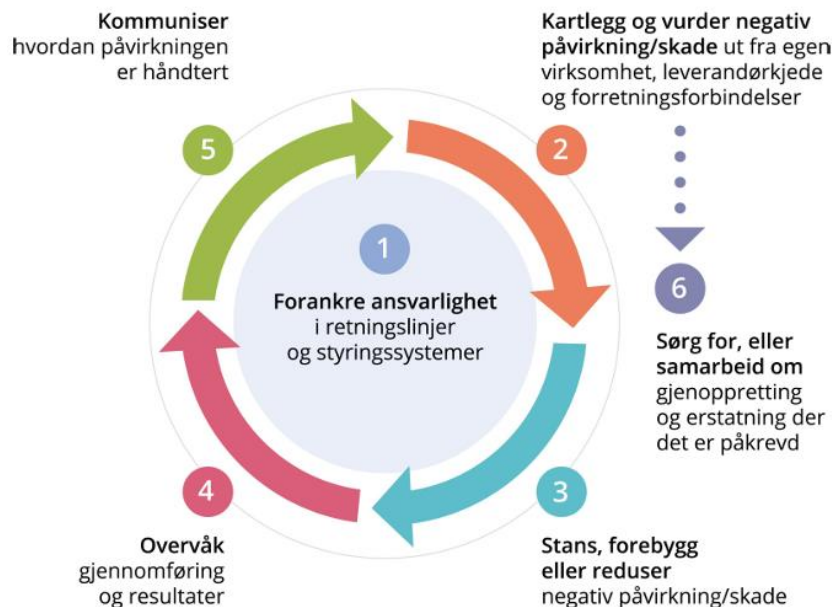 Kommuniser
hvordan påvirkningen
er håndtert
5
Kartlegg og vurder negativ
påvirkning/skade ut fra egen
virksomhet, leverandørkjede
og forretningsforbindelser
2
1
Forankre ansvarlighet
i retningslinjer
og styringssystemer
6
Sørg for, eller
samarbeid om
gjenoppretting
og erstatning der
det er påkrevd
4
Overvåk
gjennomføring
og resultater
3
Stans, forebygg
eller reduser
negativ påvirkning/skade